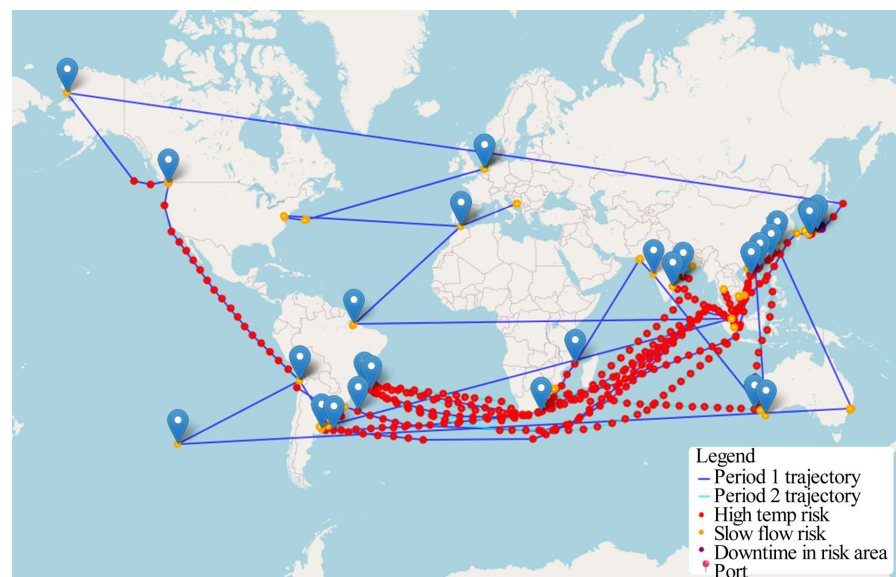 Legend
Period 1 trajectory
Period 2 trajectory
High temp risk
Slow flow risk
Downtime in risk area
Port